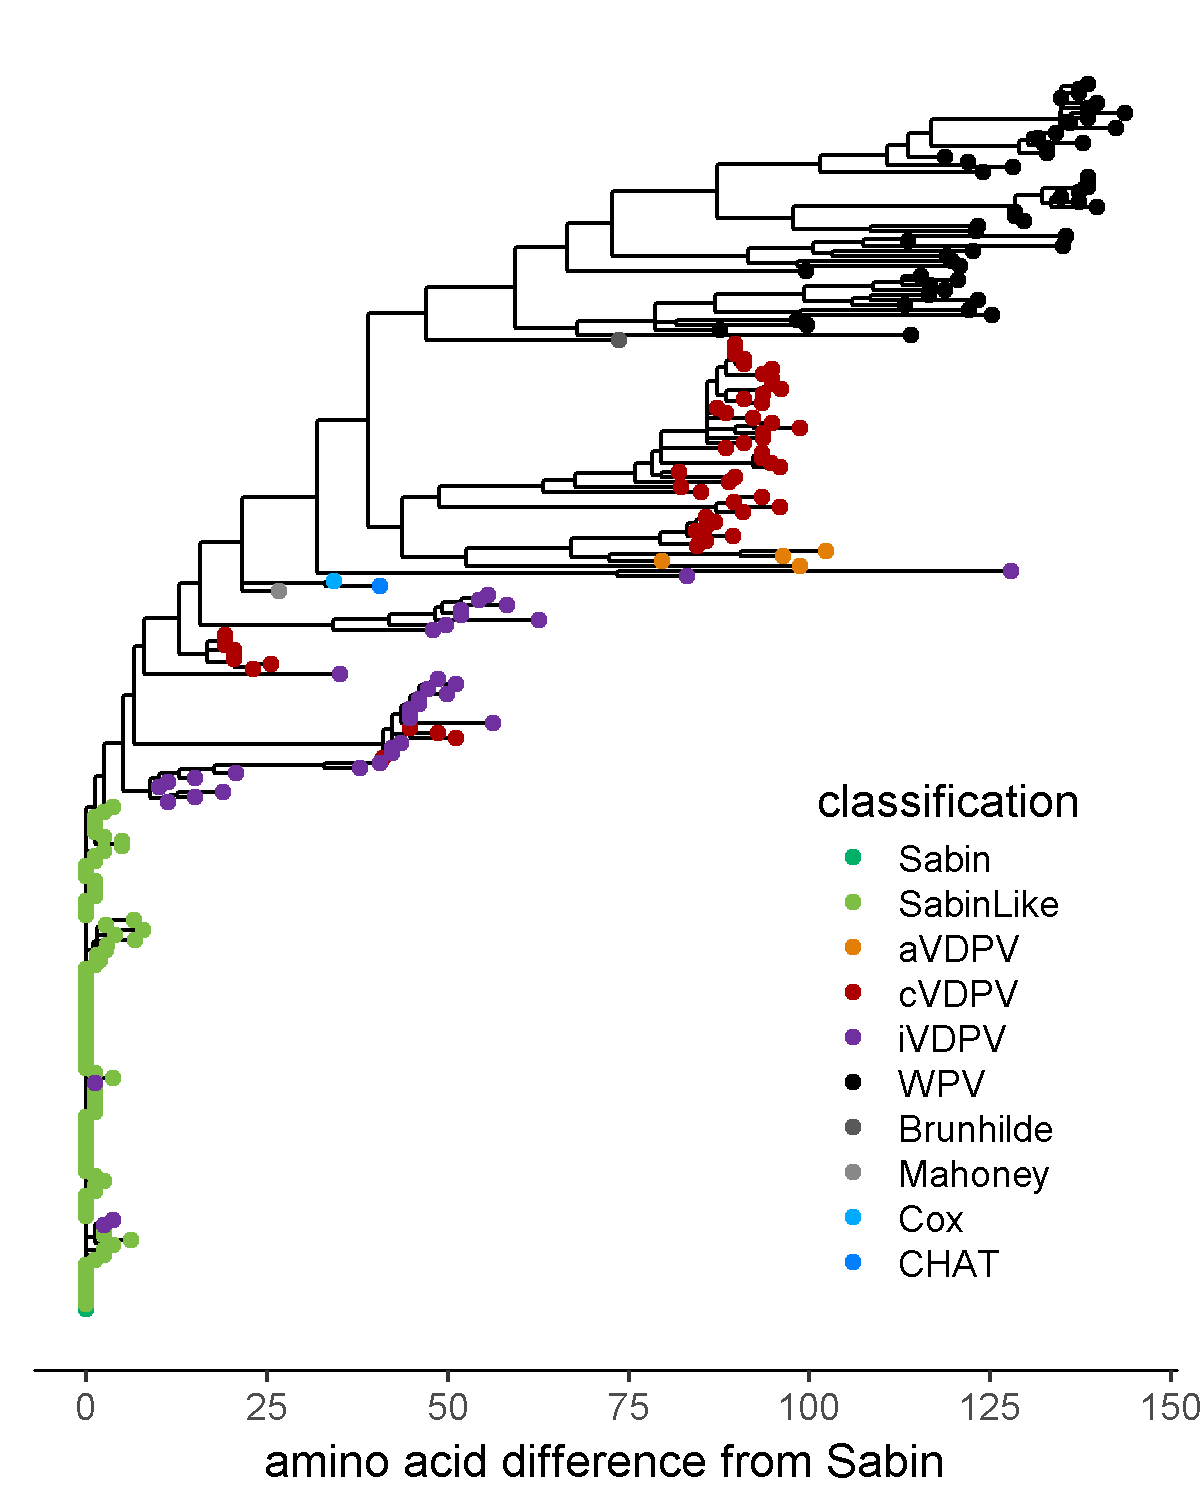 classification
Sabin
SabinLike
aVDPV
cVDPV
iVDPV
WPV
Brunhilde
Mahoney
Cox
CHAT
0 25 50 75 100 125 150
amino acid difference from Sabin